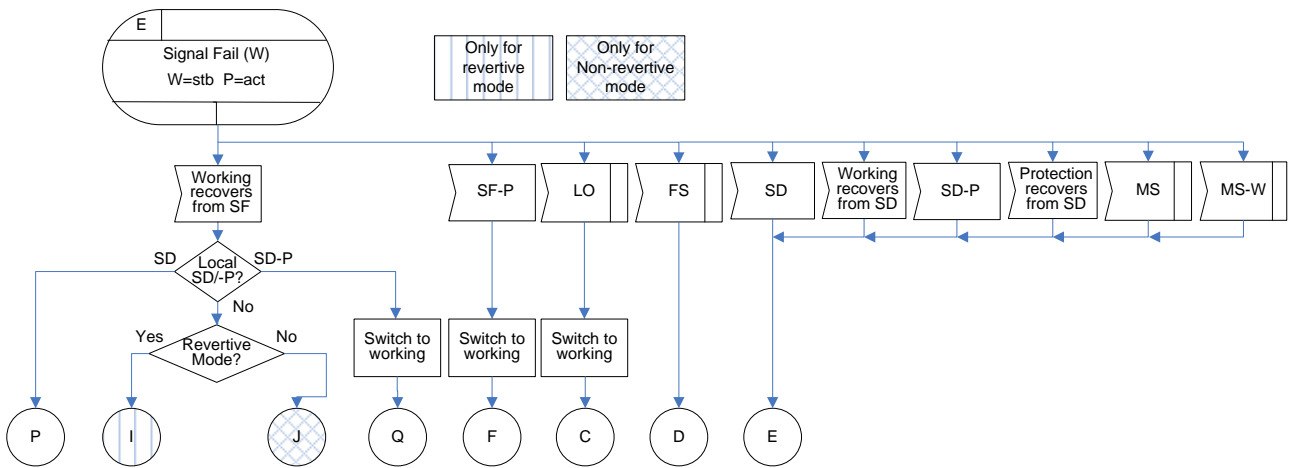 E
Signal Fail (W)
W=stb P=act
Only for
revertive
mode
Only for
Non-revertive
mode
Working
recovers
from SF
SF-P
LO
FS
SD
Working
recovers
from SD
SD-P
Protection
recovers
from SD
MS
MS-W
SD
Local
SD/-P?
SD-P
No
Yes
Revertive
Mode?
No
Switch to
working
Switch to
working
Switch to
working
P
I
J
Q
F
C
D
E